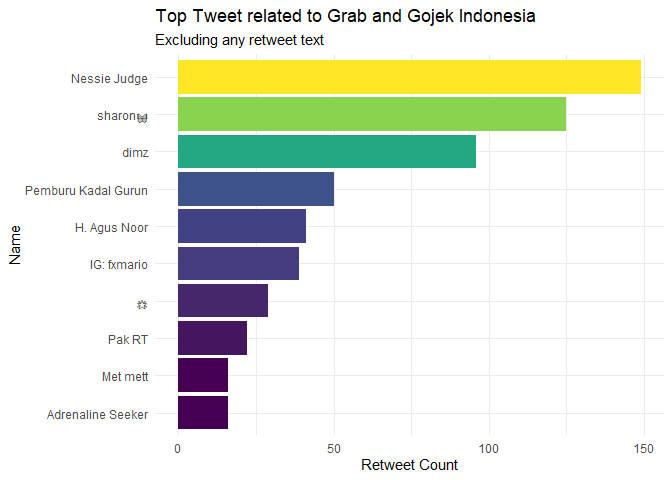 Top Tweet related to Grab and Gojek Indonesia
Excluding any retweet text
Name
Nessie Judge
sharon
dimz
Pemburu Kadal Gurun
H. Agus Noor
IG: fxmario
Pak RT
Met mett
Adrenaline Seeker
0 50 100 150
Retweet Count